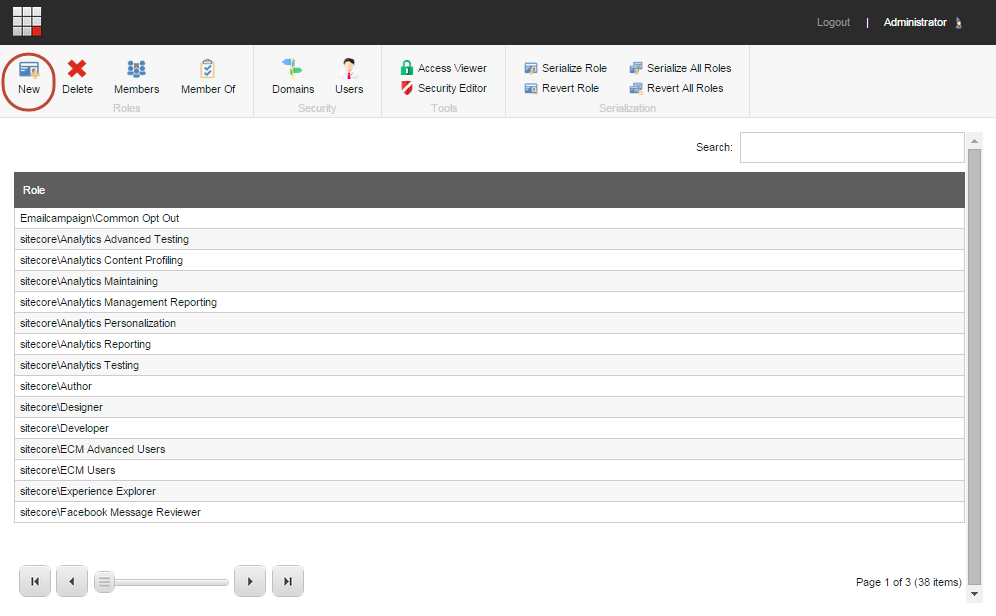 Logout | Administrator
New Delete Members Member Of
Roles
Domains Users
Security
Access Viewer
Security Editor
Tools
Serialize Role Serialize All Roles
Revert Role Revert All Roles
Serialization
Search:
Role
Emailcampaign\Common Opt Out
sitecore\Analytics Advanced Testing
sitecore\Analytics Content Profiling
sitecore\Analytics Maintaining
sitecore\Analytics Management Reporting
sitecore\Analytics Personalization
sitecore\Analytics Reporting
sitecore\Analytics Testing
sitecore\Author
sitecore\Designer
sitecore\Developer
sitecore\ECM Advanced Users
sitecore\ECM Users
sitecore\Experience Explorer
sitecore\Facebook Message Reviewer
Page 1 of 3 (38 items)